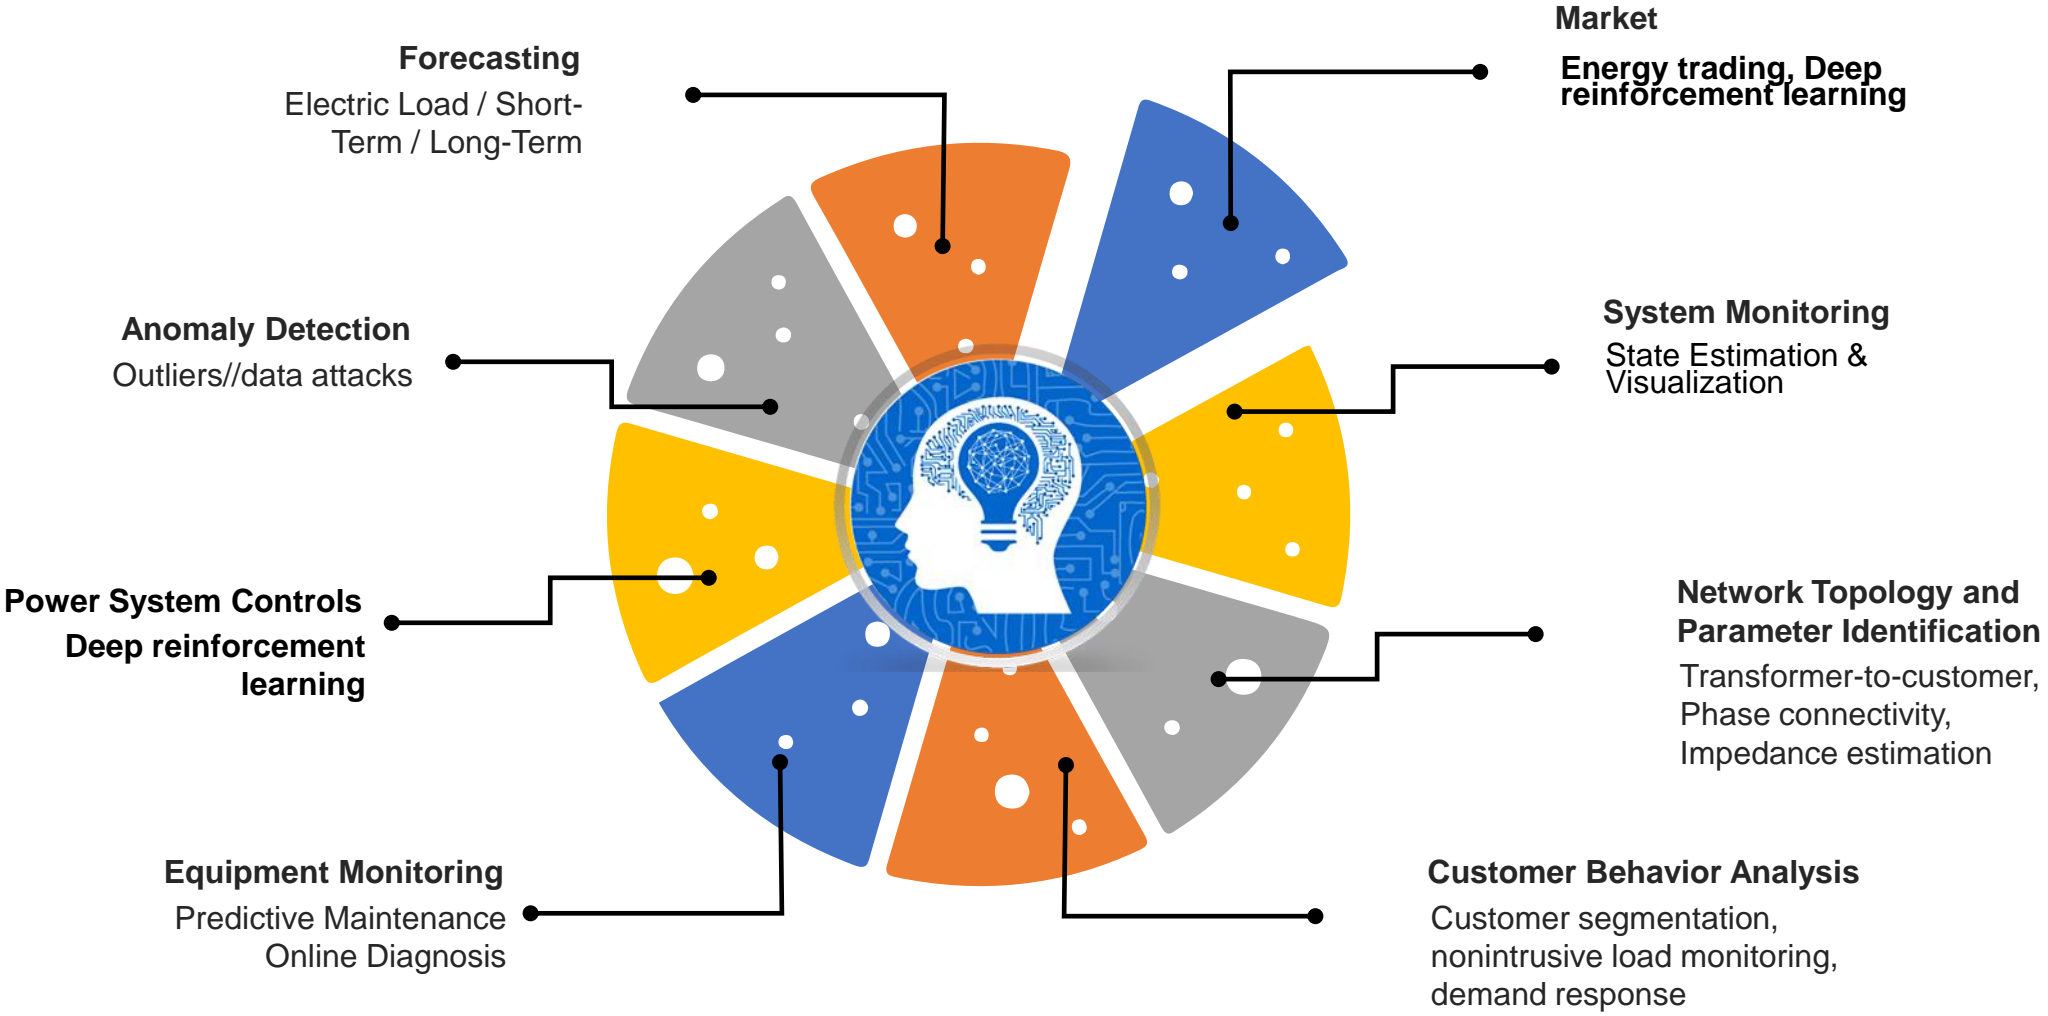 Market
Energy trading, Deep
reinforcement learning
Forecasting
Electric Load / Short-
Term / Long-Term
System Monitoring
State Estimation &
Visualization
Anomaly Detection
Outliers//data attacks
Network Topology and
Parameter Identification
Transformer-to-customer,
Phase connectivity,
Impedance estimation
Power System Controls
Deep reinforcement
learning
Customer Behavior Analysis
Customer segmentation,
nonintrusive load monitoring,
demand response
Equipment Monitoring
Predictive Maintenance
Online Diagnosis